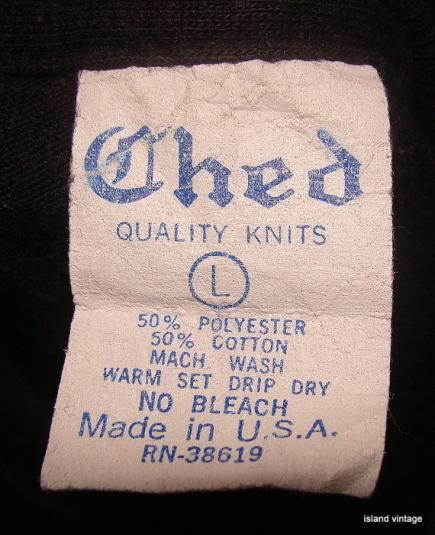 Ched
QUALITY KNITS
L
50% POLYESTER
50% COTTON
MACH. WASH
WARM SET DRIP DRY
NO BLEACH
Made in U.S.A.
RN-38619
island vintage